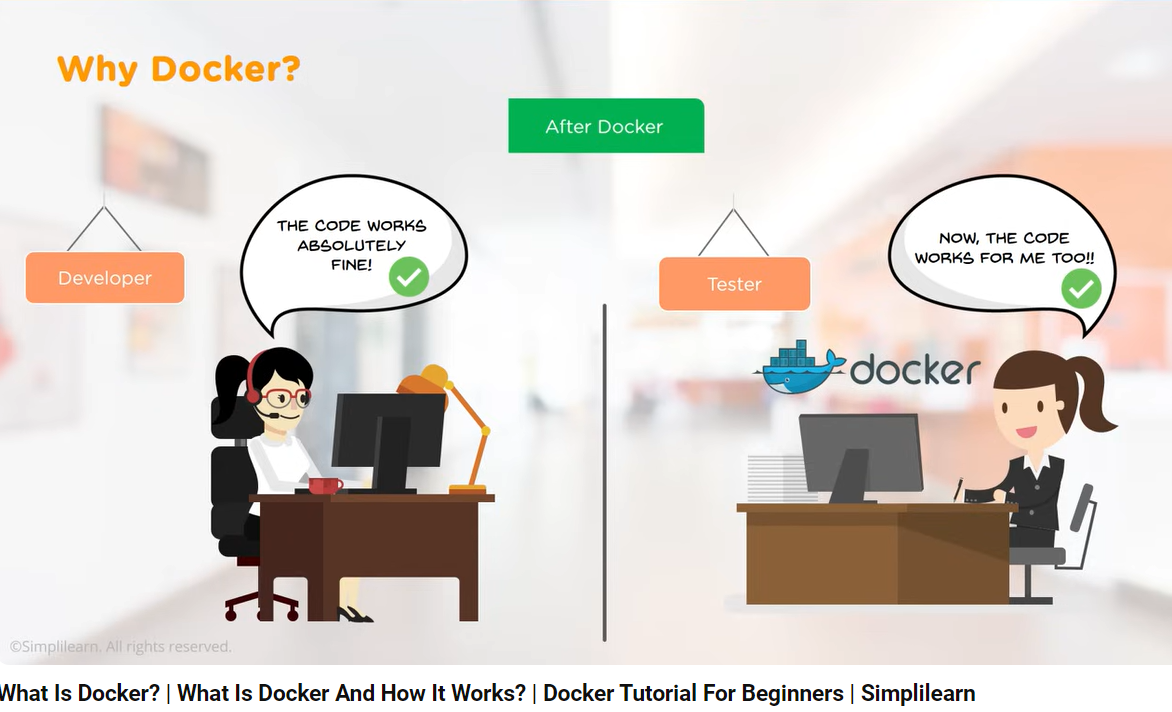 Why Docker?
After Docker
Developer
THE CODE WORKS
ABSOLUTELY
FINE!
Tester
NOW, THE CODE
WORKS FOR ME TOO!!
docker
©Simplilearn. All rights reserved.
What Is Docker? | What Is Docker And How It Works? | Docker Tutorial For Beginners | Simplilearn